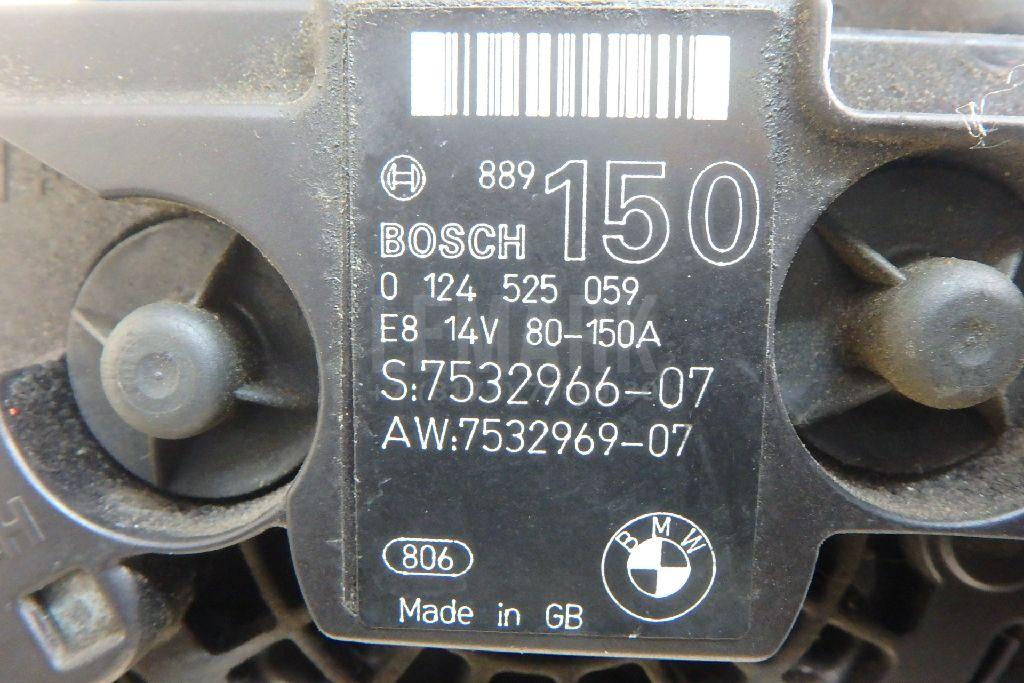 889 150
BOSCH
0 124 525 059
E8 14V 80-150A
S:7532966-07
AW:7532969-07
806
BMW
Made in GB